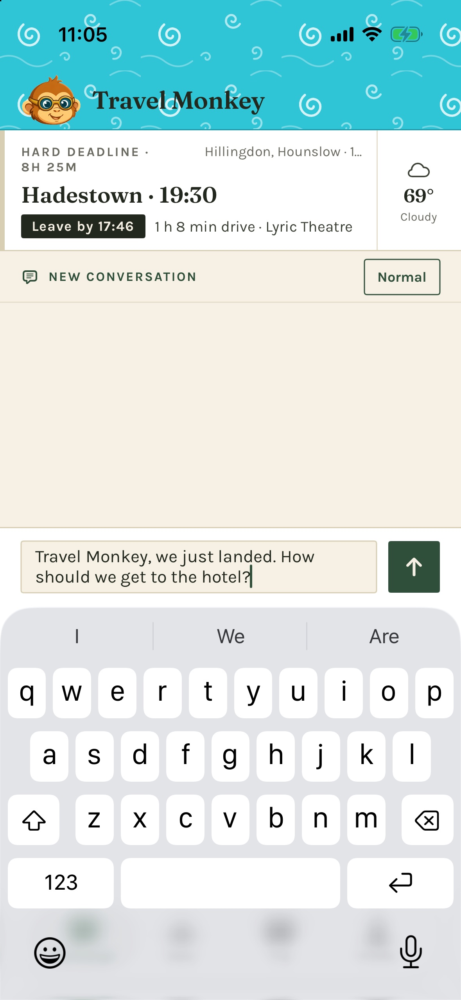 11:05
Travel Monkey
HARD DEADLINE ·
8H 25M
Hillingdon, Hounslow · 1...
Hadestown · 19:30
Leave by 17:46
1 h 8 min drive · Lyric Theatre
69°
Cloudy
NEW CONVERSATION
Normal
Travel Monkey, we just landed. How
should we get to the hotel?
I We Are
q w e r t y u i o p
a s d f g h j k l
z x c v b n m
123